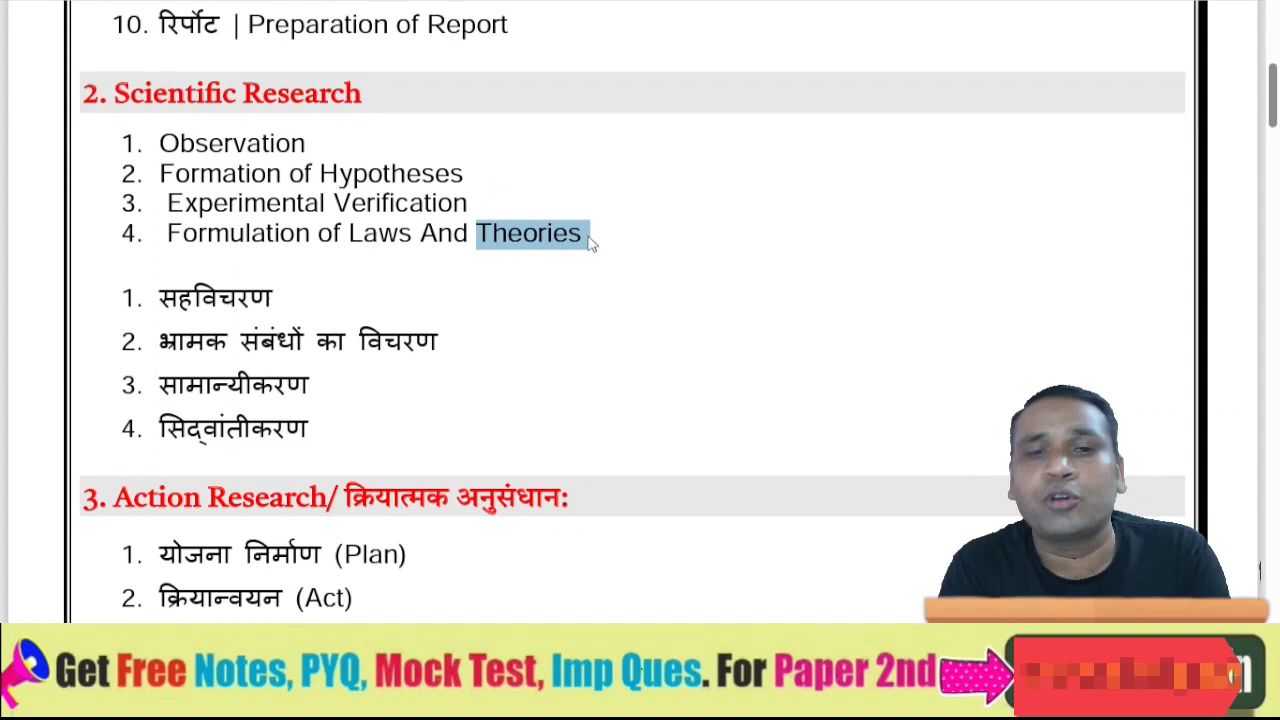 10. रिर्पोट | Preparation of Report
2. Scientific Research
1. Observation
2. Formation of Hypotheses
3. Experimental Verification
4. Formulation of Laws And Theories
1. सहविचरण
2. भ्रामक संबंधों का विचरण
3. सामान्यीकरण
4. सिद्वांतीकरण
3. Action Research/ क्रियात्मक अनुसंधान:
1. योजना निर्माण (Plan)
2. क्रियान्वयन (Act)
Get Free Notes, PYQ, Mock Test, Imp Ques. For Paper 2nd